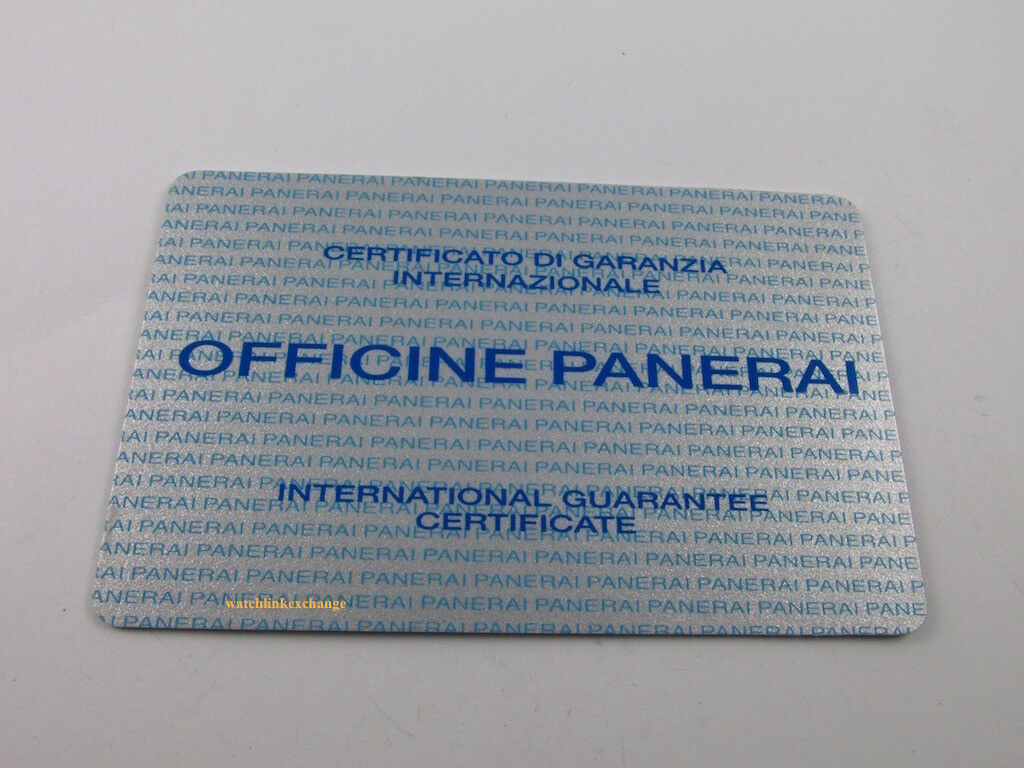 CERTIFICATO DI GARANZIA
INTERNAZIONALE
OFFICINE PANERAI
INTERNATIONAL GUARANTEE
CERTIFICATE
watchlinkexchange